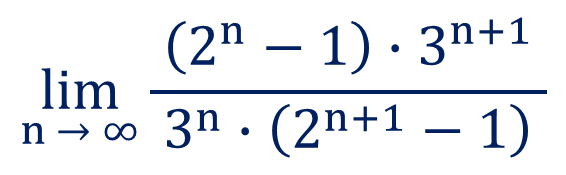 lim n → ∞ (2ⁿ − 1) · 3ⁿ⁺¹
3ⁿ · (2ⁿ⁺¹ − 1)